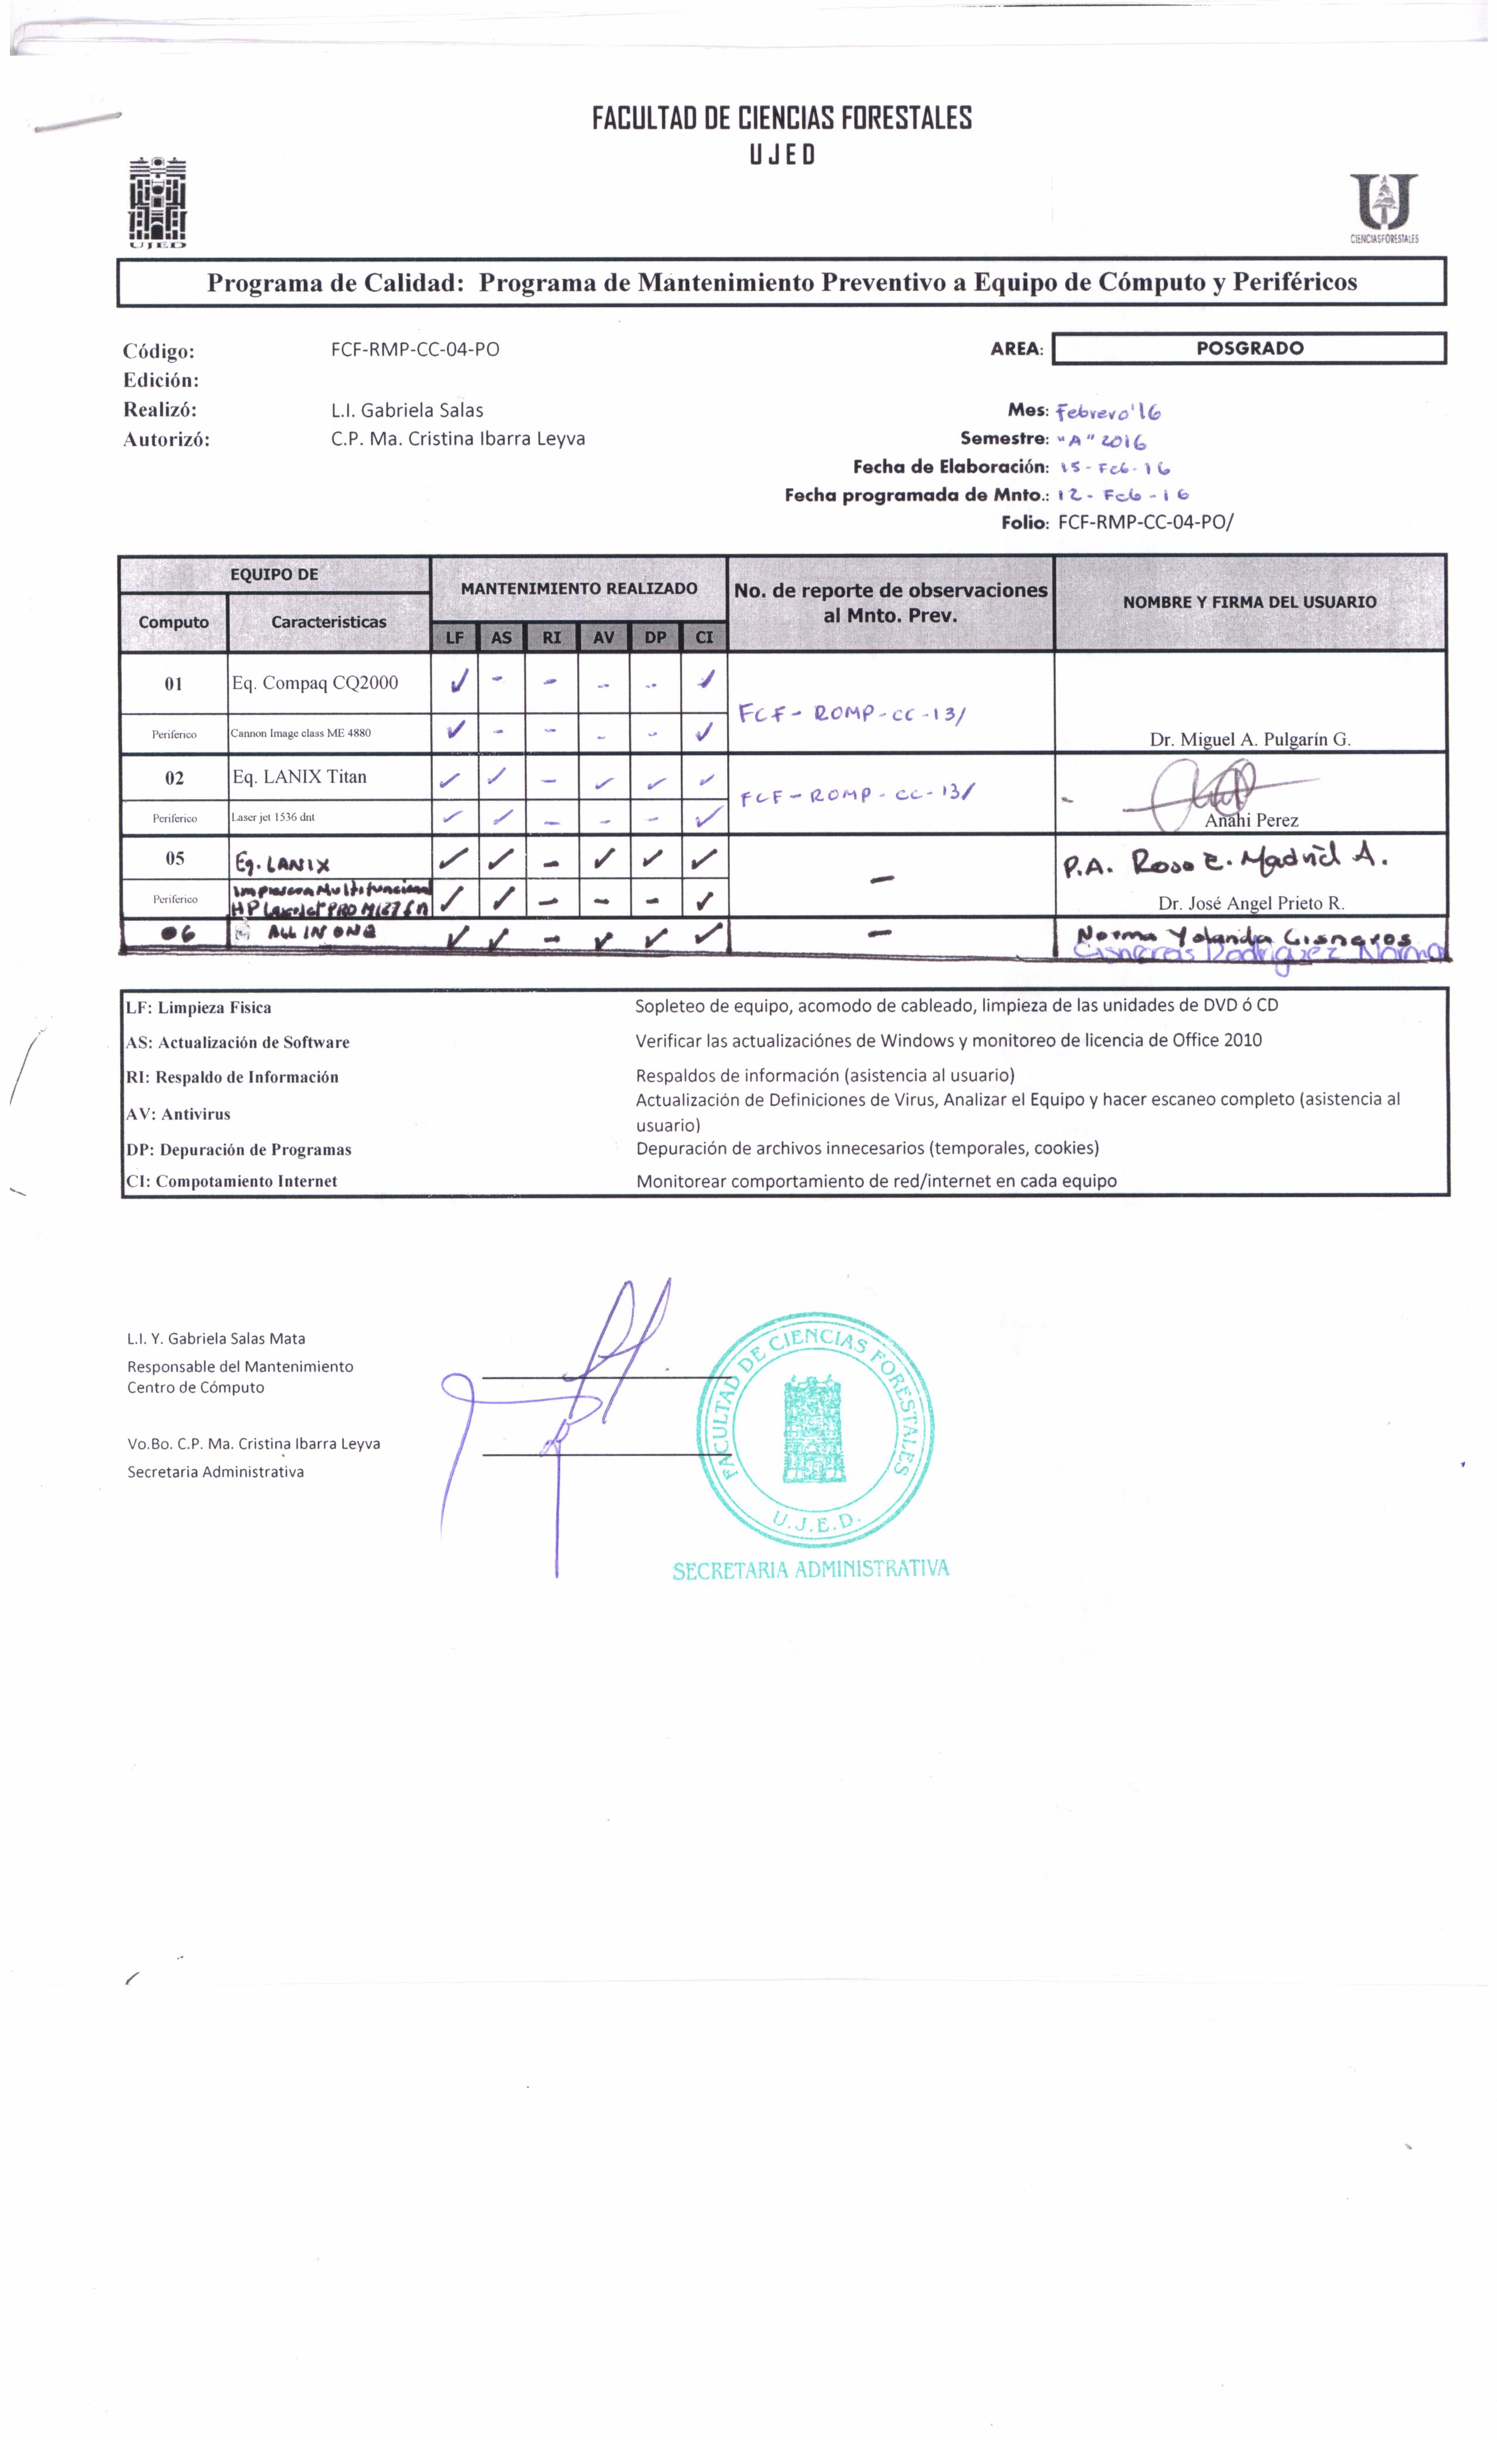 FACULTAD DE CIENCIAS FORESTALES
UJED
UJED
CIENCIASFORESTALES
Programa de Calidad: Programa de Mantenimiento Preventivo a Equipo de Cómputo y Periféricos
Código: FCF-RMP-CC-04-PO
AREA: POSGRADO
Edición:
Realizó: L.I. Gabriela Salas
Mes: Febrero'16
Autorizó: C.P. Ma. Cristina Ibarra Leyva
Semestre: "A" 2016
Fecha de Elaboración: 15-Feb-16
Fecha programada de Mnto.: 12-Feb-16
Folio: FCF-RMP-CC-04-PO/
EQUIPO DE
MANTENIMIENTO REALIZADO
No. de reporte de observaciones al Mnto. Prev.
NOMBRE Y FIRMA DEL USUARIO
Computo Caracteristicas
LF AS RI AV DP CI
01 Eq. Compaq CQ2000 ✓ - - - - ✓
FCF-ROMP-CC-13/
Periferico Cannon Image class ME 4880 ✓ - - - - ✓
Dr. Miguel A. Pulgarín G.
02 Eq. LANIX Titan ✓ ✓ - ✓ ✓ ✓
FCF-ROMP-CC-13/
Periferico Laser jet 1536 dnt ✓ ✓ - - - ✓
Anahi Perez
05 Eq. LANIX ✓ ✓ - ✓ ✓ ✓
P.A. Rosa E. Madrid A.
Periferico Impresora Multifuncional
HP LaserJet PRO ✓ ✓ - - - ✓ -
Dr. José Angel Prieto R.
06 ALL IN ONE ✓ ✓ - ✓ ✓ ✓ -
Norma Yolanda Cisneros
Cisneros Rodriguez Norma
LF: Limpieza Fisica Sopleteo de equipo, acomodo de cableado, limpieza de las unidades de DVD ó CD
AS: Actualización de Software Verificar las actualizaciónes de Windows y monitoreo de licencia de Office 2010
RI: Respaldo de Información Respaldos de información (asistencia al usuario)
AV: Antivirus Actualización de Definiciones de Virus, Analizar el Equipo y hacer escaneo completo (asistencia al
usuario)
DP: Depuración de Programas Depuración de archivos innecesarios (temporales, cookies)
CI: Compotamiento Internet Monitorear comportamiento de red/internet en cada equipo
L.I. Y. Gabriela Salas Mata
Responsable del Mantenimiento
Centro de Cómputo
Vo.Bo. C.P. Ma. Cristina Ibarra Leyva
Secretaria Administrativa
FACULTAD DE CIENCIAS FORESTALES
U.J.E.D.
SECRETARIA ADMINISTRATIVA